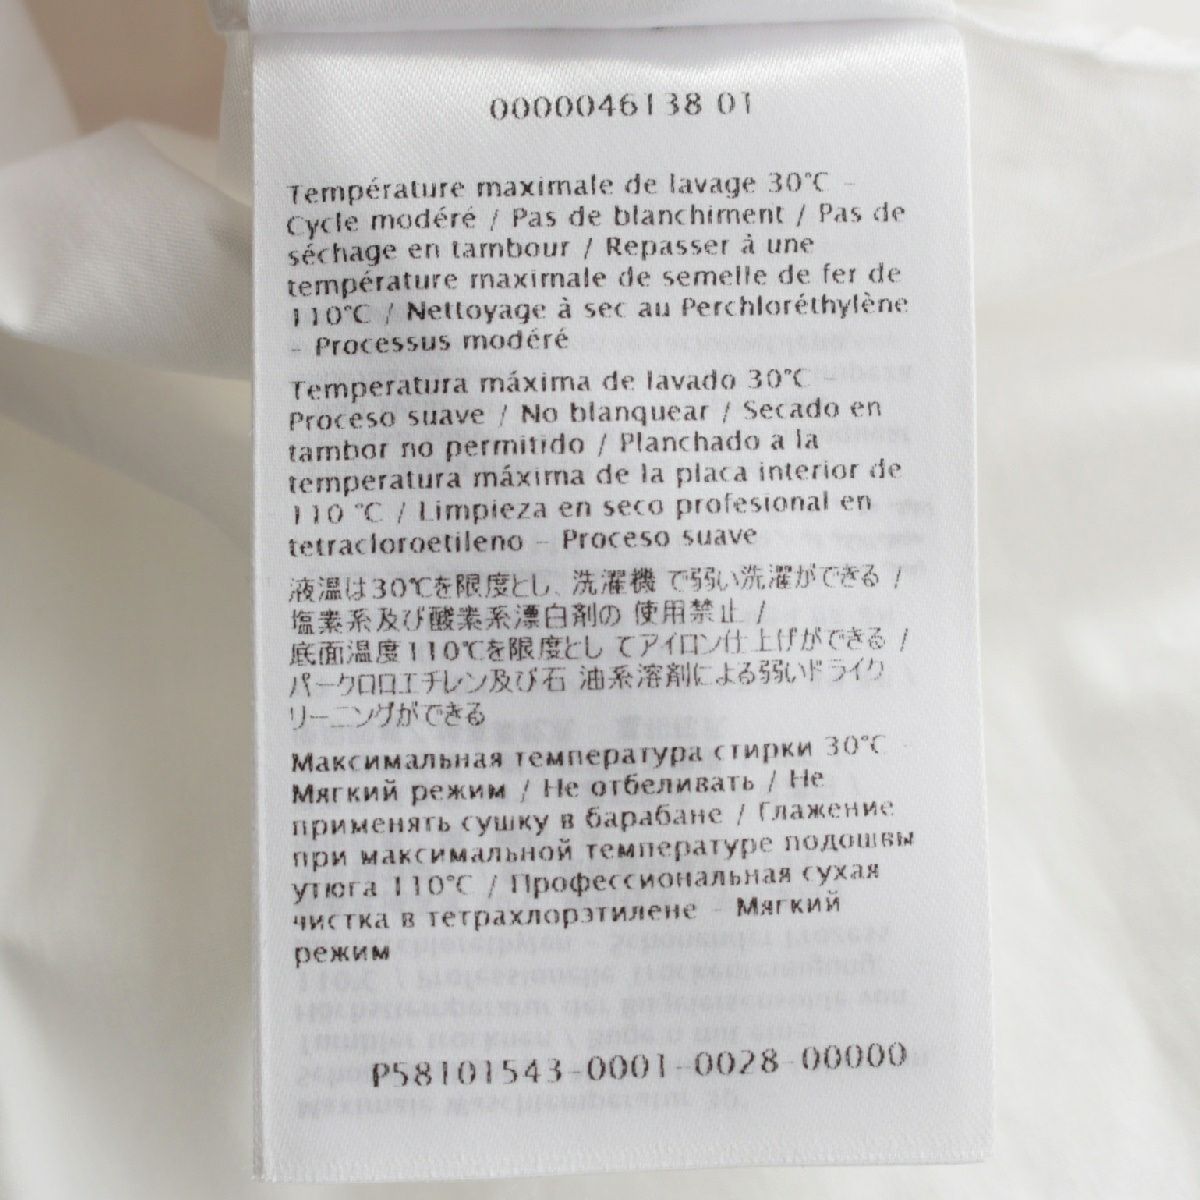 0000046138 01
Température maximale de lavage 30°C –
Cycle modéré / Pas de blanchiment / Pas de
séchage en tambour / Repasser à une
température maximale de semelle de fer de
110°C / Nettoyage à sec au Perchloréthylène
– Processus modéré
Temperatura máxima de lavado 30°C
Proceso suave / No blanquear / Secado en
tambor no permitido / Planchado a la
temperatura máxima de la placa interior de
110 °C / Limpieza en seco profesional en
tetracloroetileno – Proceso suave
液温は30℃を限度とし、洗濯機 で弱い洗濯ができる /
塩素系及び酸素系漂白剤の 使用禁止 /
底面温度110℃を限度とし てアイロン仕上げができる /
パークロロエチレン及び石 油系溶剤による弱いドライク
リーニングができる
Максимальная температура стирки 30°C –
Мягкий режим / Не отбеливать / Не
применять сушку в барабане / Глажение
при максимальной температуре подошвы
утюга 110°C / Профессиональная сухая
чистка в тетрахлорэтилене – Мягкий
режим
P58101543-0001-0028-00000